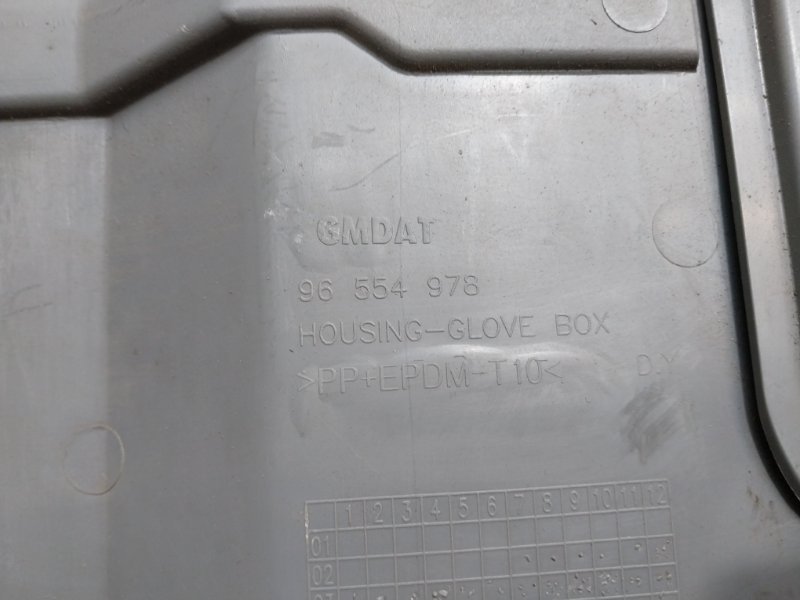 GMDAT
96 554 978
HOUSING-GLOVE BOX
>PP+EPDM-T10< D.Y
1 2 3 4 5 6 7 8 9 10 11 12
01
02